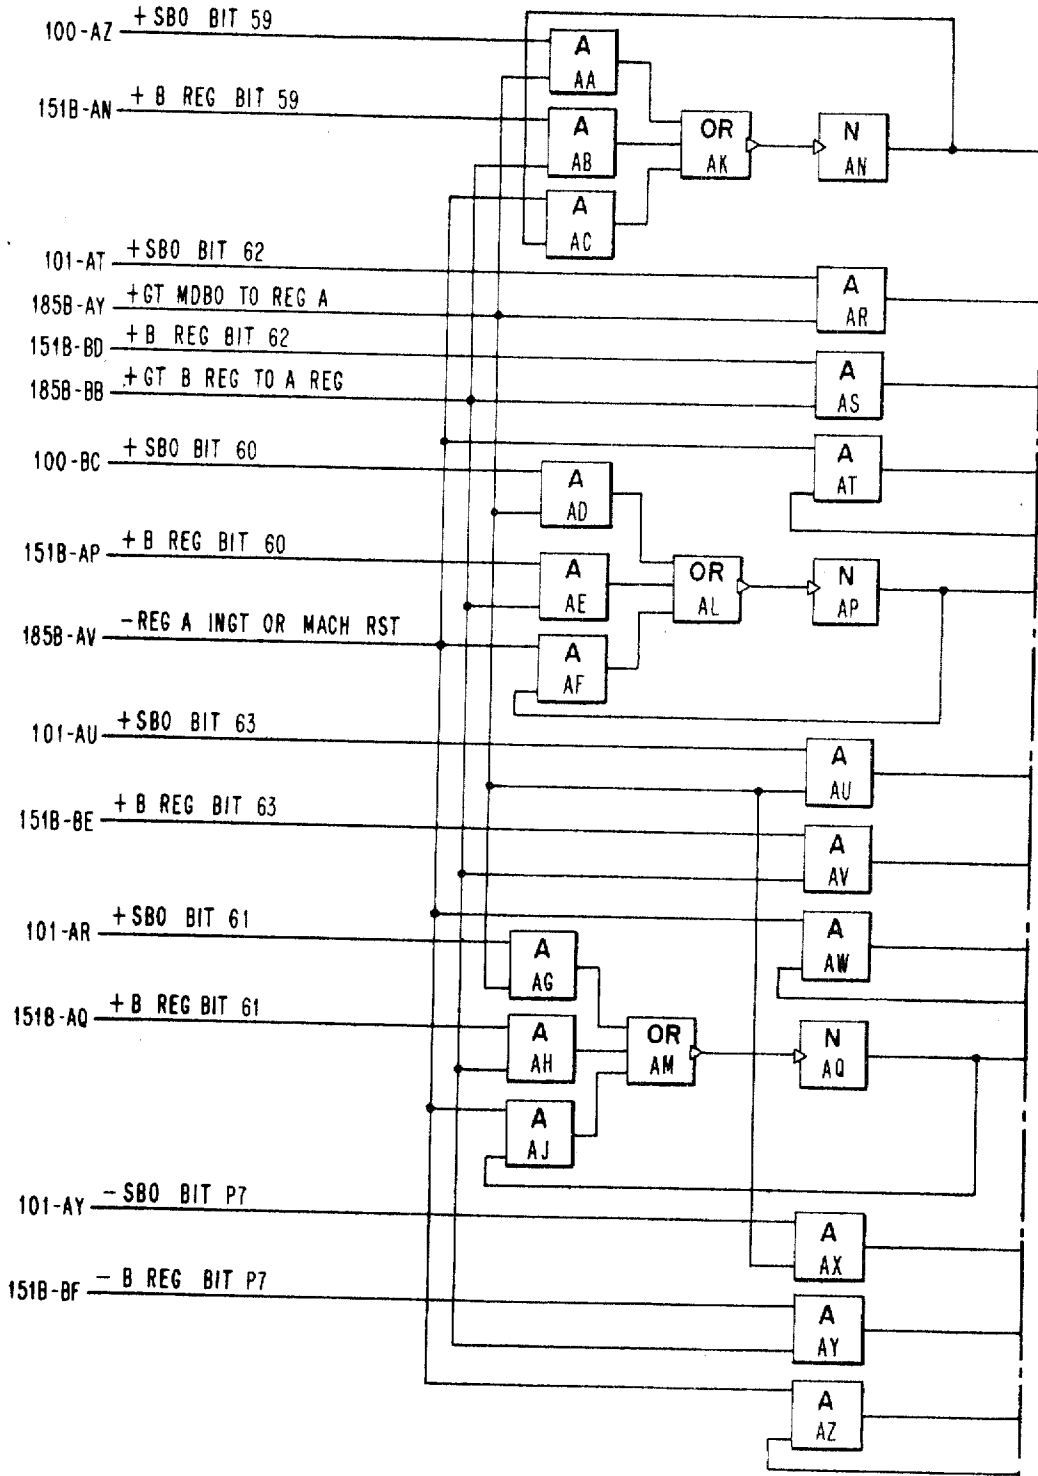 100-AZ +SBO BIT 59
A
AA
151B-AN + B REG BIT 59
A
AB
OR
AK
N
AN
A
AC
101-AT +SBO BIT 62
A
AR
185B-AY +GT MDBO TO REG A
151B-BD + B REG BIT 62
A
AS
185B-BB +GT B REG TO A REG
100-BC + SBO BIT 60
A
AT
A
AD
151B-AP + B REG BIT 60
A
AE
OR
AL
N
AP
185B-AV -REG A INGT OR MACH RST
A
AF
101-AU +SBO BIT 63
A
AU
151B-BE + B REG BIT 63
A
AV
101-AR +SBO BIT 61
A
AG
A
AW
151B-AQ + B REG BIT 61
A
AH
OR
AM
N
AQ
A
AJ
101-AY - SBO BIT P7
A
AX
151B-BF - B REG BIT P7
A
AY
A
AZ